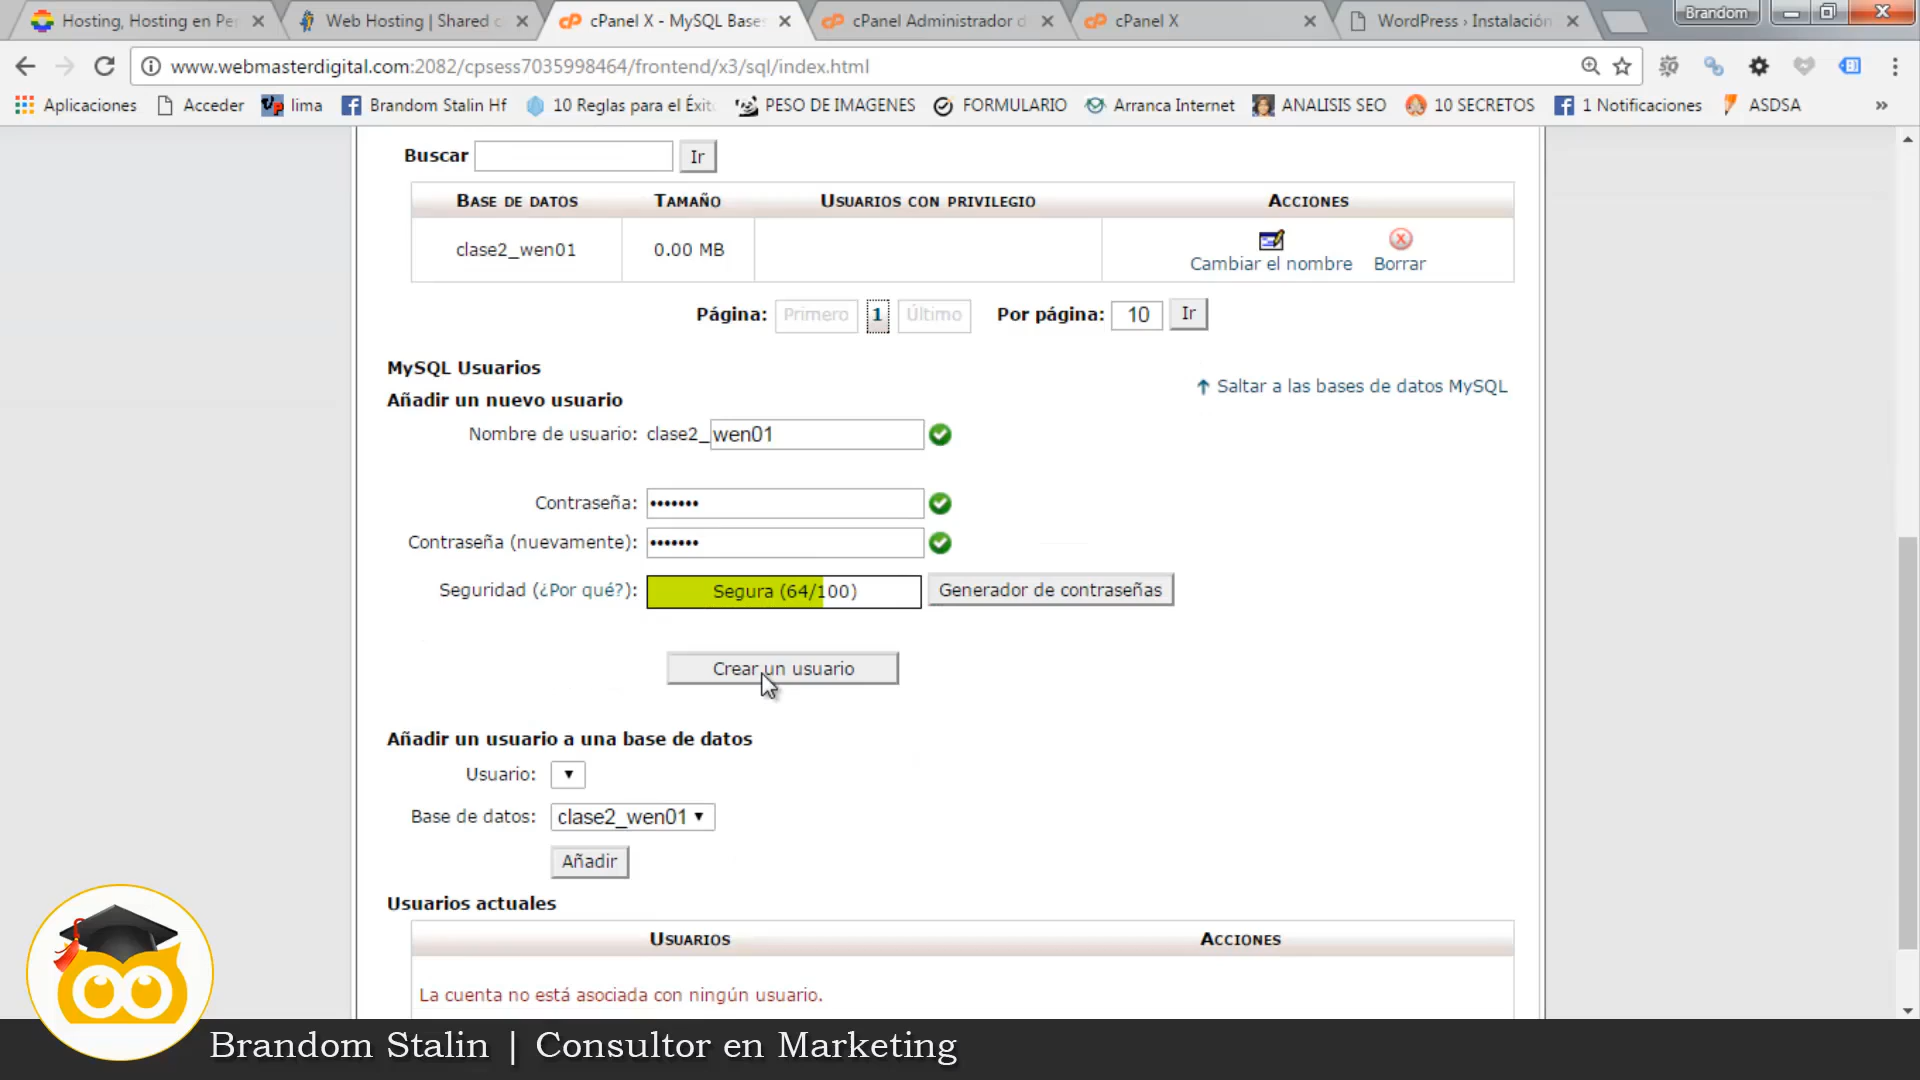 Hosting, Hosting en Pe
Web Hosting | Shared c
cPanel X - MySQL Base
cPanel Administrador d
cPanel X
WordPress › Instalación
Brandom
www.webmasterdigital.com:2082/cpsess7035998464/frontend/x3/sql/index.html
Aplicaciones
Acceder
lima
Brandom Stalin Hf
10 Reglas para el Éxit
PESO DE IMAGENES
FORMULARIO
Arranca Internet
ANALISIS SEO
10 SECRETOS
1 Notificaciones
ASDSA
»
Buscar Ir
BASE DE DATOS TAMAÑO USUARIOS CON PRIVILEGIO ACCIONES
clase2_wen01 0.00 MB Cambiar el nombre Borrar
Página: Primero 1 Último Por página: 10 Ir
MySQL Usuarios
Saltar a las bases de datos MySQL
Añadir un nuevo usuario
Nombre de usuario: clase2_ wen01
Contraseña: •••••••
Contraseña (nuevamente): •••••••
Seguridad (¿Por qué?): Segura (64/100) Generador de contraseñas
Crear un usuario
Añadir un usuario a una base de datos
Usuario:
Base de datos: clase2_wen01
Añadir
Usuarios actuales
USUARIOS ACCIONES
La cuenta no está asociada con ningún usuario.
Brandom Stalin | Consultor en Marketing